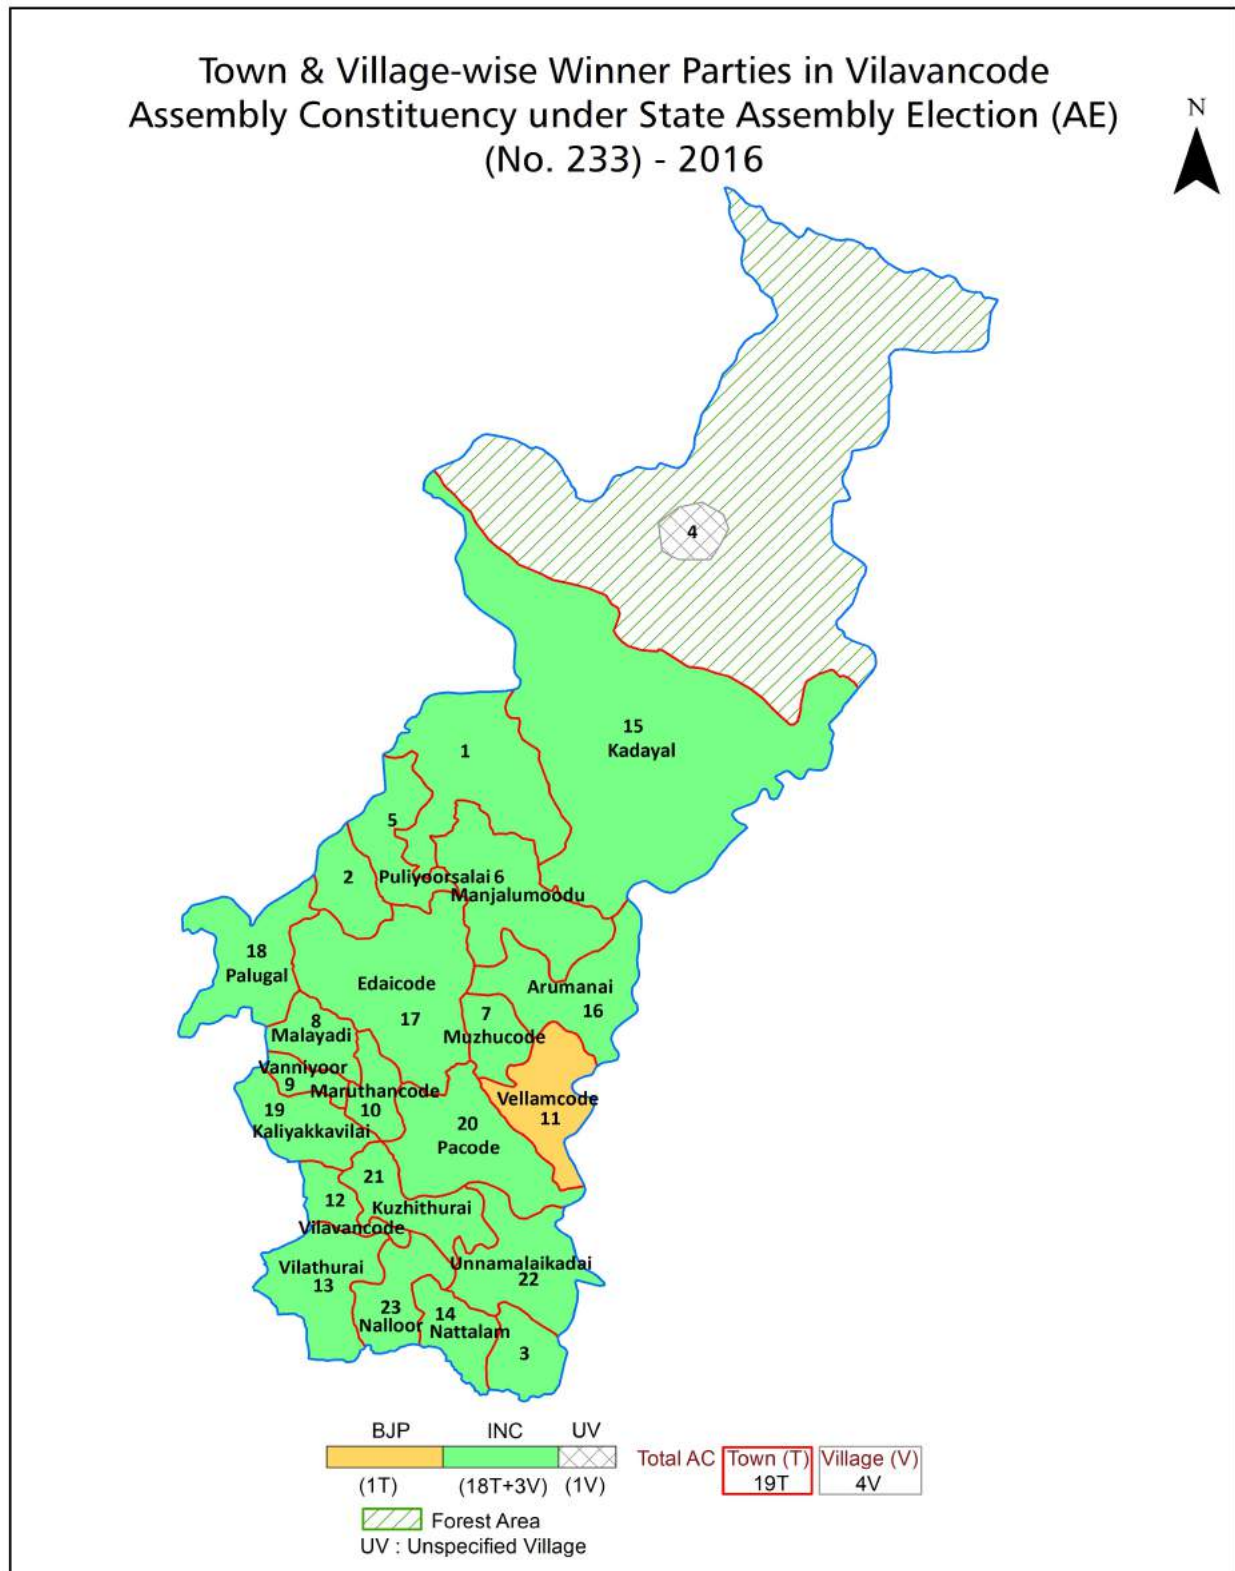 Town & Village-wise Winner Parties in Vilavancode
Assembly Constituency under State Assembly Election (AE)
(No. 233) - 2016
N
4
15
Kadayal
1
5
2
Puliyoorsalai 6
Manjalumoodu
18
Palugal
Edaicode
17
Arumanai
16
7
Muzhucode
8
Malayadi
Vanniyoor
9
Maruthancode
10
19
Kaliyakkavilai
20
Pacode
Vellamcode
11
21
Kuzhithurai
12
Vilavancode
Vilathurai
13
Unnamalaikadai
22
23
Nalloor
14
Nattalam
3
BJP INC UV
Total AC Town (T) Village (V)
19T 4V
(1T) (18T+3V) (1V)
Forest Area
UV : Unspecified Village